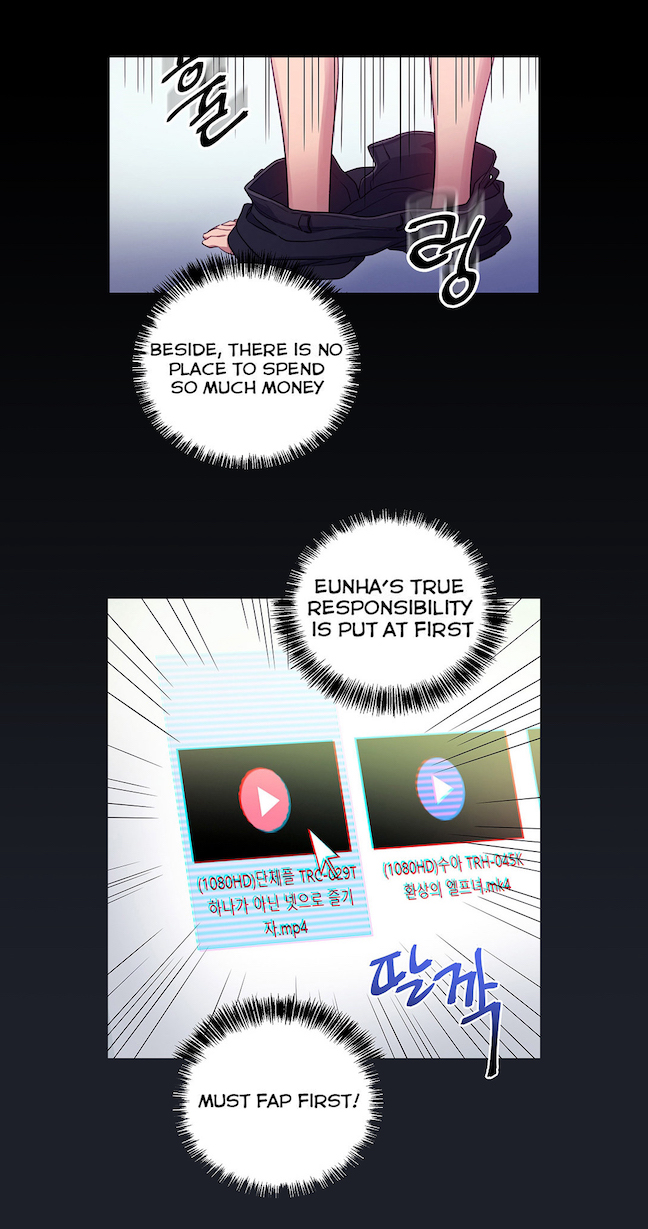 렁
BESIDE, THERE IS NO
PLACE TO SPEND
SO MUCH MONEY
EUNHA'S TRUE
RESPONSIBILITY
IS PUT AT FIRST
(1080HD)단체플 TRC-029T
하나가 아닌 넷으로 즐기
자.mp4
(1080HD)수아 TRH-045K
환상의 엘프녀.mk4
딸깍
MUST FAP FIRST!